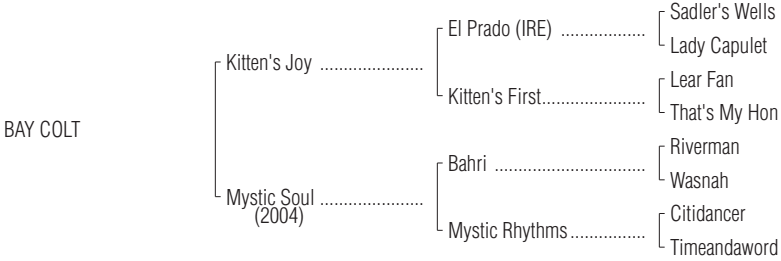 Sadler's Wells
El Prado (IRE) ..................
Lady Capulet
Kitten's Joy ......................
Lear Fan
Kitten's First......................
That's My Hon
BAY COLT
Riverman
Bahri ................................
Wasnah
Mystic Soul ......................
(2004)
Citidancer
Mystic Rhythms................
Timeandaword